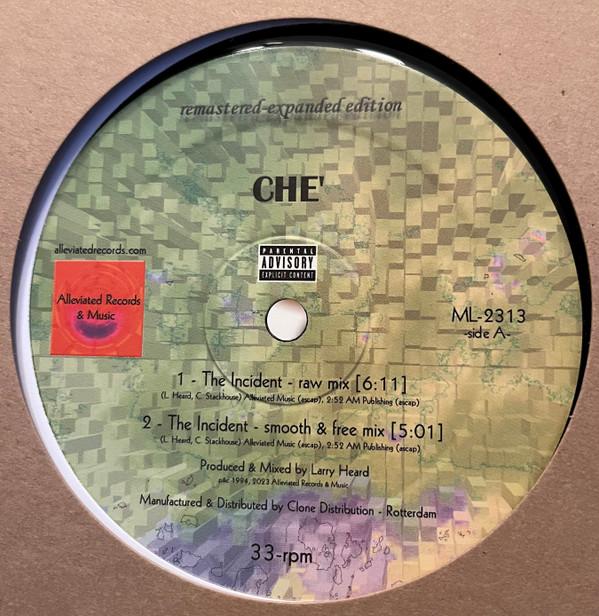 remastered-expanded edition
CHE'
alleviatedrecords.com
PARENTAL
ADVISORY
EXPLICIT CONTENT
Alleviated Records
& Music
ML-2313
-side A-
1 - The Incident - raw mix [6:11]
(L. Heard, C. Stackhouse) Alleviated Music (ascap), 2:52 AM Publishing (ascap)
2 - The Incident - smooth & free mix [5:01]
(L. Heard, C. Stackhouse) Alleviated Music (ascap), 2:52 AM Publishing (ascap)
Produced & Mixed by Larry Heard
p&c 1994, 2023 Alleviated Records & Music
Manufactured & Distributed by Clone Distribution - Rotterdam
33-rpm